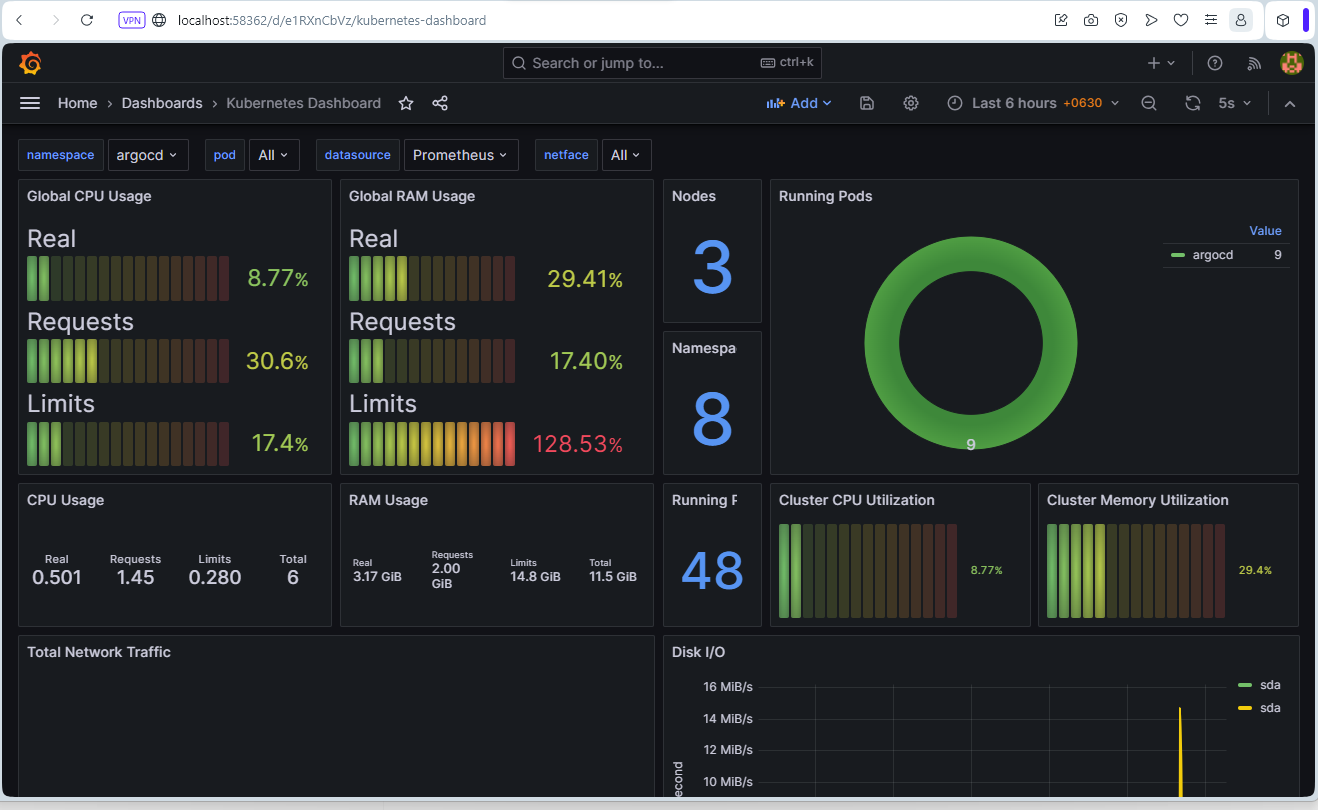 VPN localhost:58362/d/e1RXnCbVz/kubernetes-dashboard
Search or jump to... ctrl+k
Home › Dashboards › Kubernetes Dashboard
Add
Last 6 hours +0630
5s
namespace argocd pod All datasource Prometheus netface All
Global CPU Usage
Real
8.77%
Requests
30.6%
Limits
17.4%
Global RAM Usage
Real
29.41%
Requests
17.40%
Limits
128.53%
Nodes
3
Namespa
8
Running Pods
Value
argocd 9
9
CPU Usage
Real Requests Limits Total
0.501 1.45 0.280 6
RAM Usage
Real Requests Limits Total
3.17 GiB 2.00 GiB 14.8 GiB 11.5 GiB
Running P
48
Cluster CPU Utilization
8.77%
Cluster Memory Utilization
29.4%
Total Network Traffic
Disk I/O
16 MiB/s
14 MiB/s
12 MiB/s
10 MiB/s
econd
sda
sda